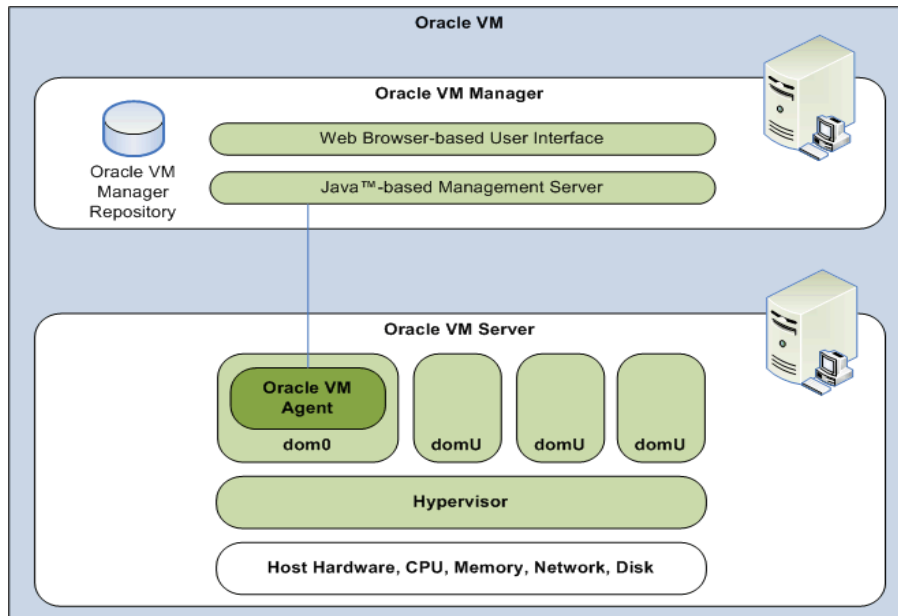 Oracle VM
Oracle VM Manager
Oracle VM
Manager
Repository
Web Browser-based User Interface
Java™-based Management Server
Oracle VM Server
Oracle VM
Agent
dom0
domU
domU
domU
Hypervisor
Host Hardware, CPU, Memory, Network, Disk